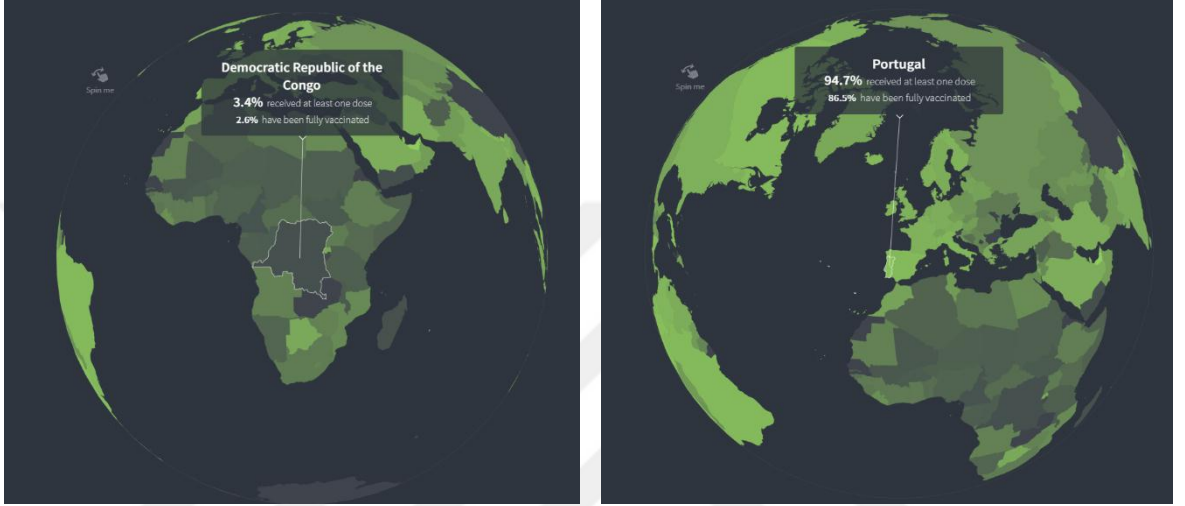 Democratic Republic of the
Congo
3.4% received at least one dose
2.6% have been fully vaccinated
Spin me
Portugal
94.7% received at least one dose
86.5% have been fully vaccinated
Spin me